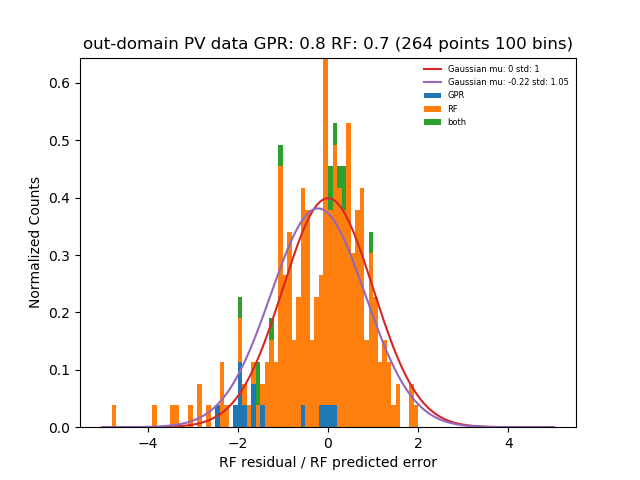 out-domain PV data GPR: 0.8 RF: 0.7 (264 points 100 bins)
Gaussian mu: 0 std: 1
Gaussian mu: -0.22 std: 1.05
GPR
RF
both
Normalized Counts
0.6
0.5
0.4
0.3
0.2
0.1
0.0
−4 −2 0 2 4
RF residual / RF predicted error